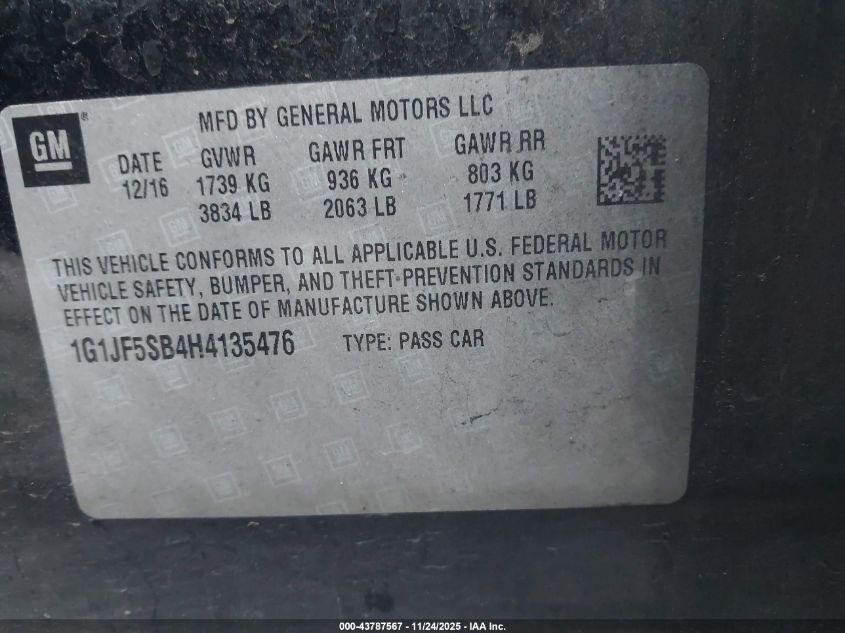 GM®
MFD BY GENERAL MOTORS LLC
DATE GVWR GAWR FRT GAWR RR
12/16 1739 KG 936 KG 803 KG
3834 LB 2063 LB 1771 LB
THIS VEHICLE CONFORMS TO ALL APPLICABLE U.S. FEDERAL MOTOR
VEHICLE SAFETY, BUMPER, AND THEFT-PREVENTION STANDARDS IN
EFFECT ON THE DATE OF MANUFACTURE SHOWN ABOVE.
1G1JF5SB4H4135476 TYPE: PASS CAR
000-43787567 - 11/24/2025 - IAA Inc.